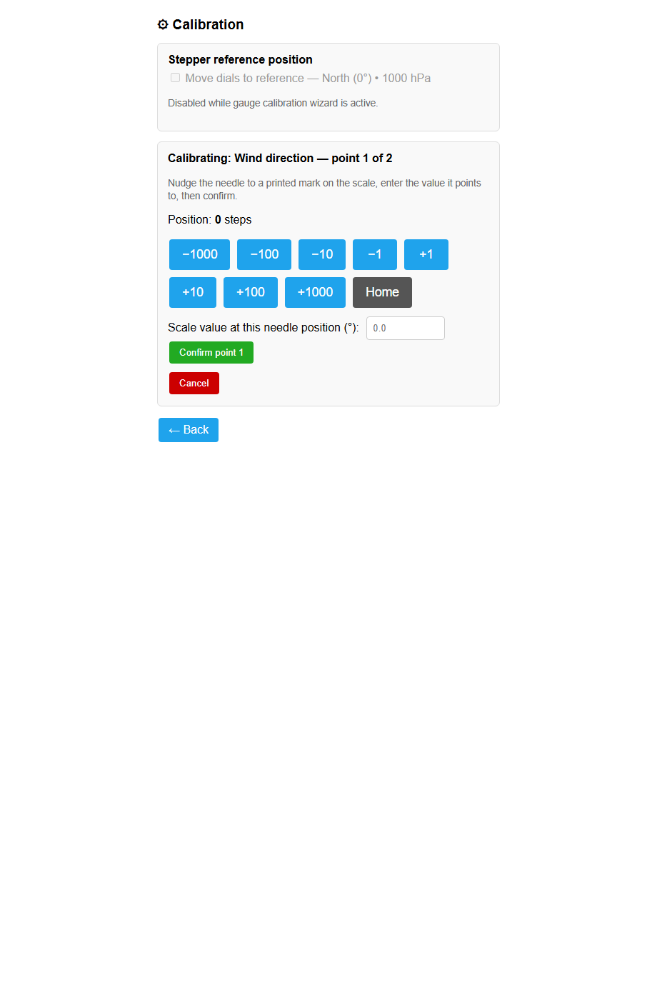 ⚙ Calibration
Stepper reference position
Move dials to reference — North (0°) • 1000 hPa
Disabled while gauge calibration wizard is active.
Calibrating: Wind direction — point 1 of 2
Nudge the needle to a printed mark on the scale, enter the value it points
to, then confirm.
Position: 0 steps
−1000 −100 −10 −1 +1
+10 +100 +1000 Home
Scale value at this needle position (°): 0.0
Confirm point 1
Cancel
← Back